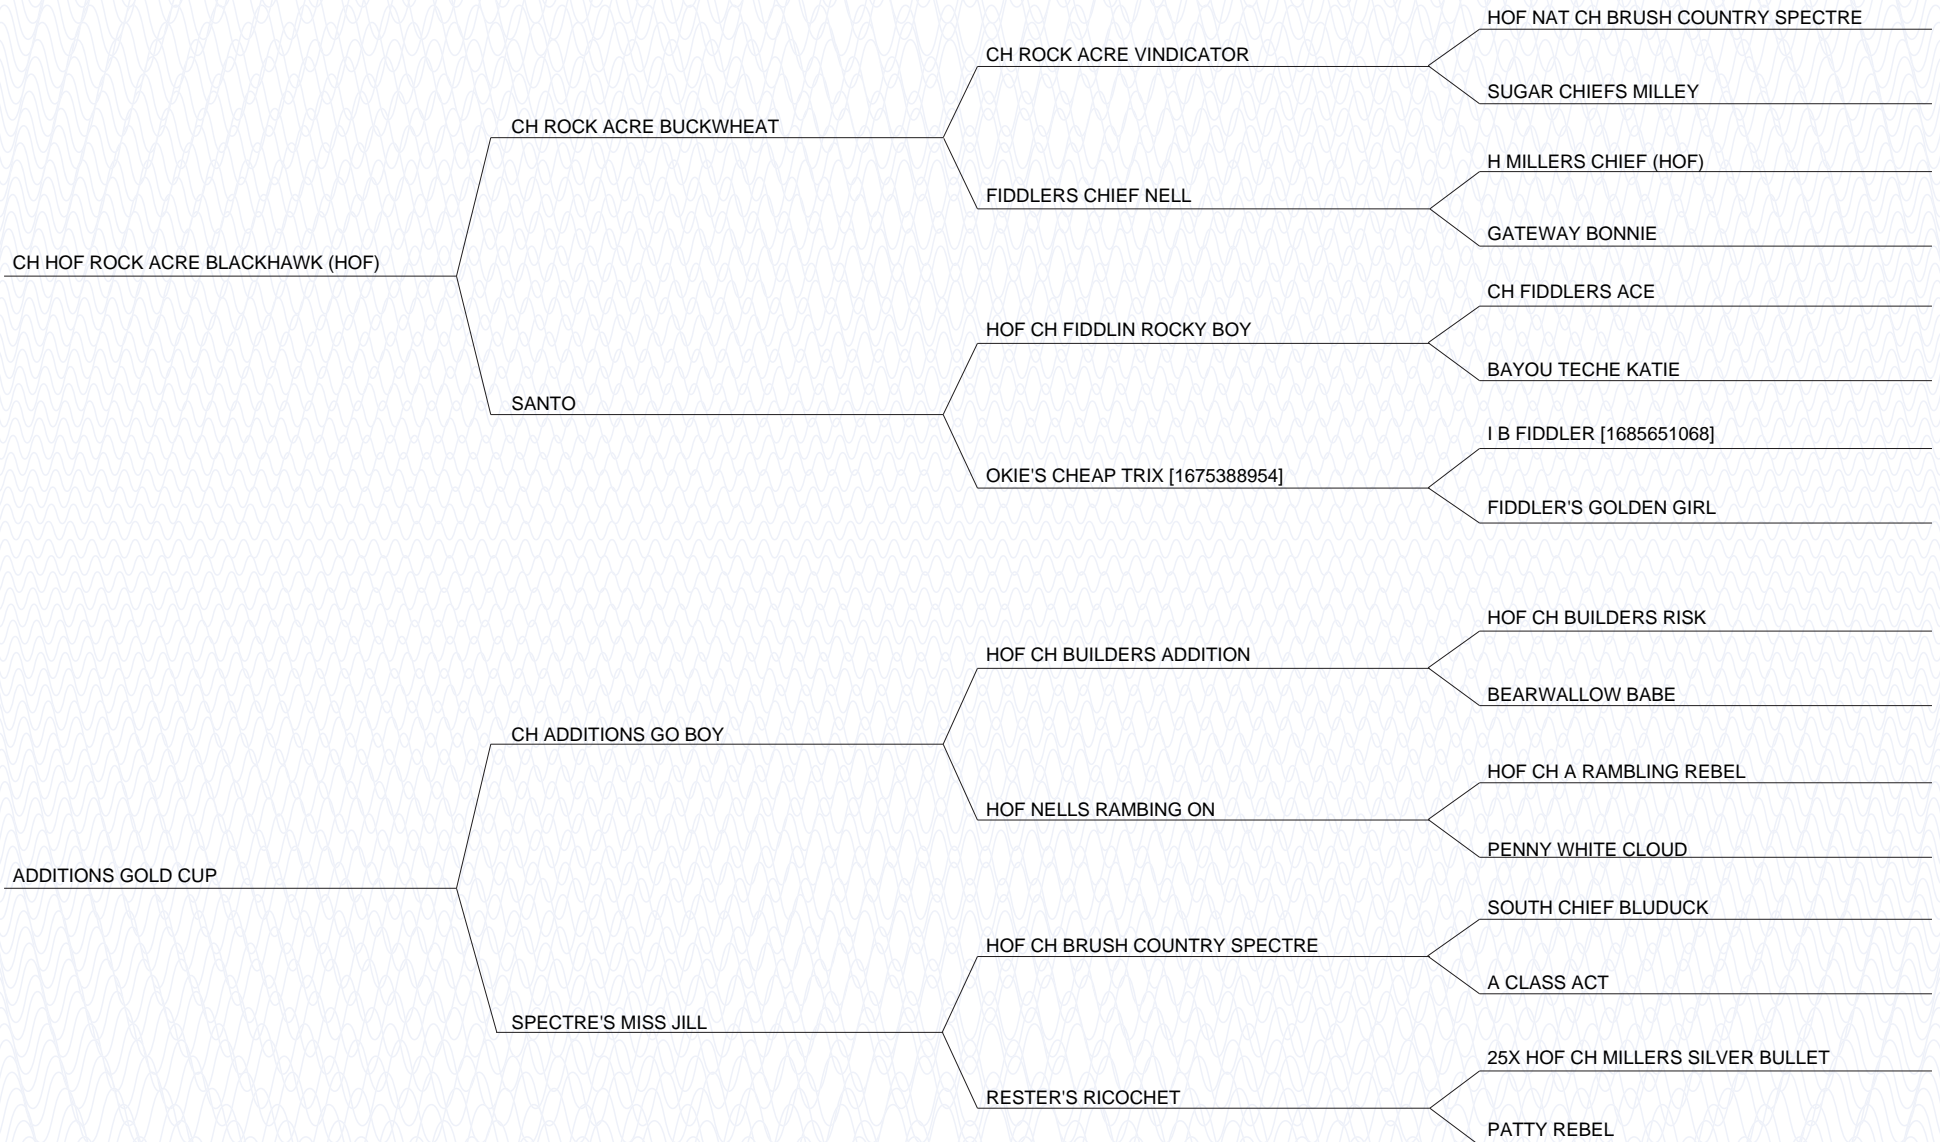 HOF NAT CH BRUSH COUNTRY SPECTRE
CH ROCK ACRE VINDICATOR
SUGAR CHIEFS MILLEY
CH ROCK ACRE BUCKWHEAT
H MILLERS CHIEF (HOF)
FIDDLERS CHIEF NELL
GATEWAY BONNIE
CH HOF ROCK ACRE BLACKHAWK (HOF)
CH FIDDLERS ACE
HOF CH FIDDLIN ROCKY BOY
BAYOU TECHE KATIE
SANTO
I B FIDDLER [1685651068]
OKIE'S CHEAP TRIX [1675388954]
FIDDLER'S GOLDEN GIRL
HOF CH BUILDERS RISK
HOF CH BUILDERS ADDITION
BEARWALLOW BABE
CH ADDITIONS GO BOY
HOF CH A RAMBLING REBEL
HOF NELLS RAMBING ON
PENNY WHITE CLOUD
ADDITIONS GOLD CUP
SOUTH CHIEF BLUDUCK
HOF CH BRUSH COUNTRY SPECTRE
A CLASS ACT
SPECTRE'S MISS JILL
25X HOF CH MILLERS SILVER BULLET
RESTER'S RICOCHET
PATTY REBEL